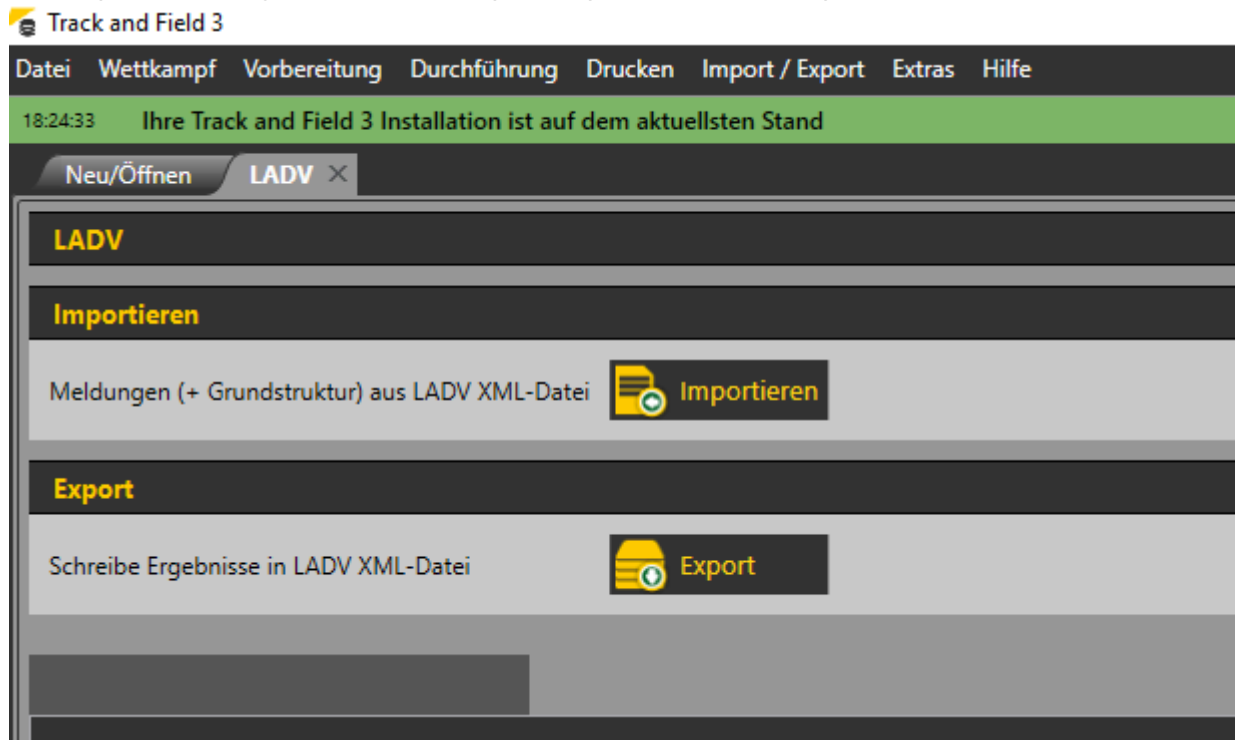 Track and Field 3
Datei Wettkampf Vorbereitung Durchführung Drucken Import / Export Extras Hilfe
18:24:33 Ihre Track and Field 3 Installation ist auf dem aktuellsten Stand
Neu/Öffnen LADV ×
LADV
Importieren
Meldungen (+ Grundstruktur) aus LADV XML-Datei Importieren
Export
Schreibe Ergebnisse in LADV XML-Datei Export